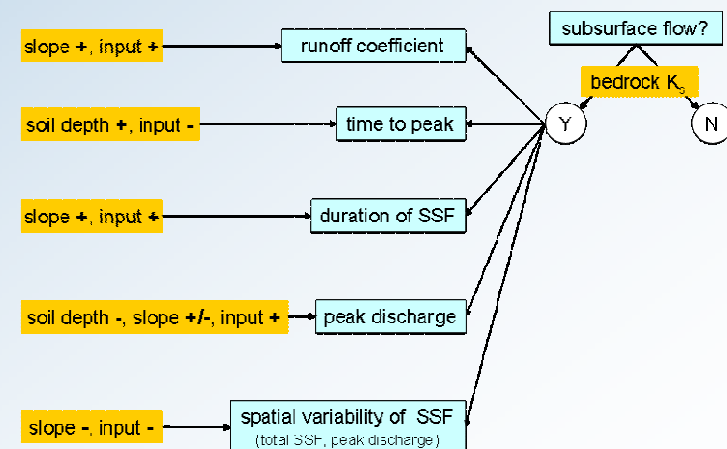 subsurface flow?
bedrock Ks
Y
N
slope +, input +
runoff coefficient
soil depth +, input -
time to peak
slope +, input +
duration of SSF
soil depth -, slope +/-, input +
peak discharge
slope -, input -
spatial variability of SSF
(total SSF, peak discharge)